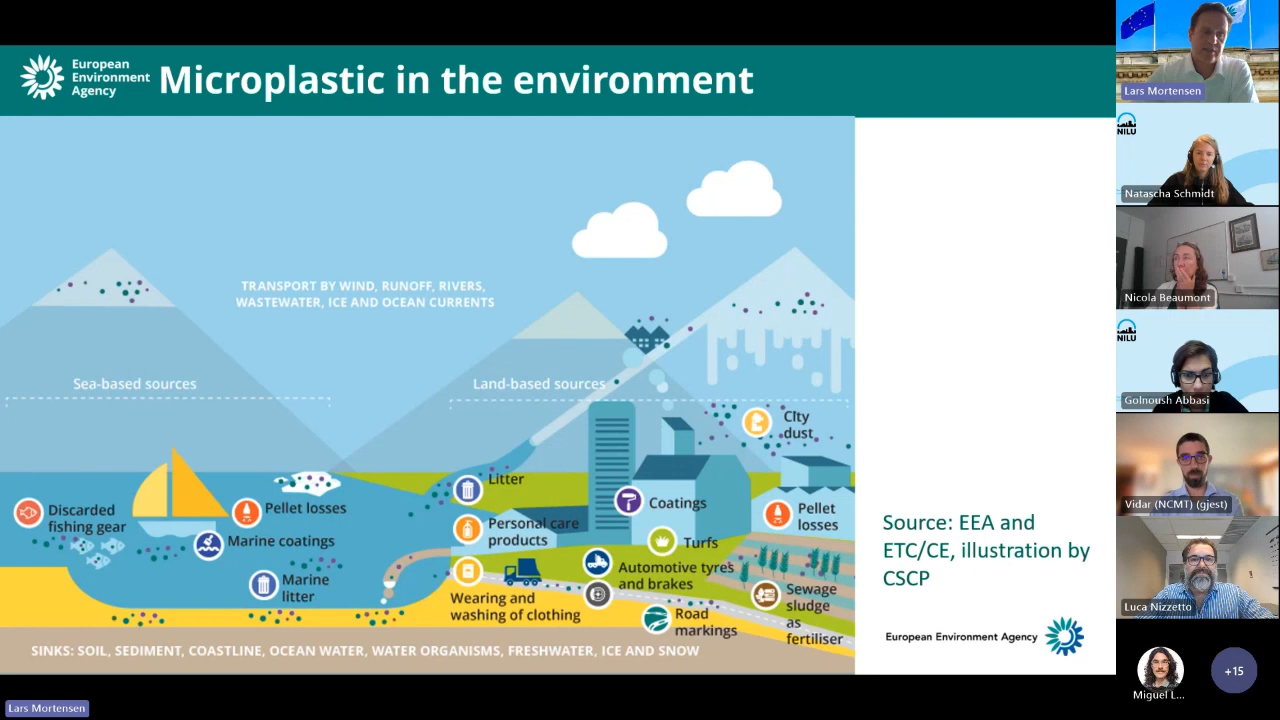 European
Environment
Agency
Microplastic in the environment
TRANSPORT BY WIND, RUNOFF, RIVERS,
WASTEWATER, ICE AND OCEAN CURRENTS
Sea-based sources
Land-based sources
City
dust
Litter
Discarded
fishing gear
Pellet losses
Marine coatings
Marine
litter
Personal care
products
Coatings
Pellet
losses
Turfs
Automotive tyres
and brakes
Wearing and
washing of clothing
Road
markings
Sewage
sludge
as
fertiliser
SINKS: SOIL, SEDIMENT, COASTLINE, OCEAN WATER, WATER ORGANISMS, FRESHWATER, ICE AND SNOW
Source: EEA and
ETC/CE, illustration by
CSCP
European Environment Agency
Lars Mortensen
NILU
Natascha Schmidt
Nicola Beaumont
NILU
Golnoush Abbasi
Vidar (NCMT) (gjest)
Luca Nizzetto
Miguel L...
+15
Lars Mortensen